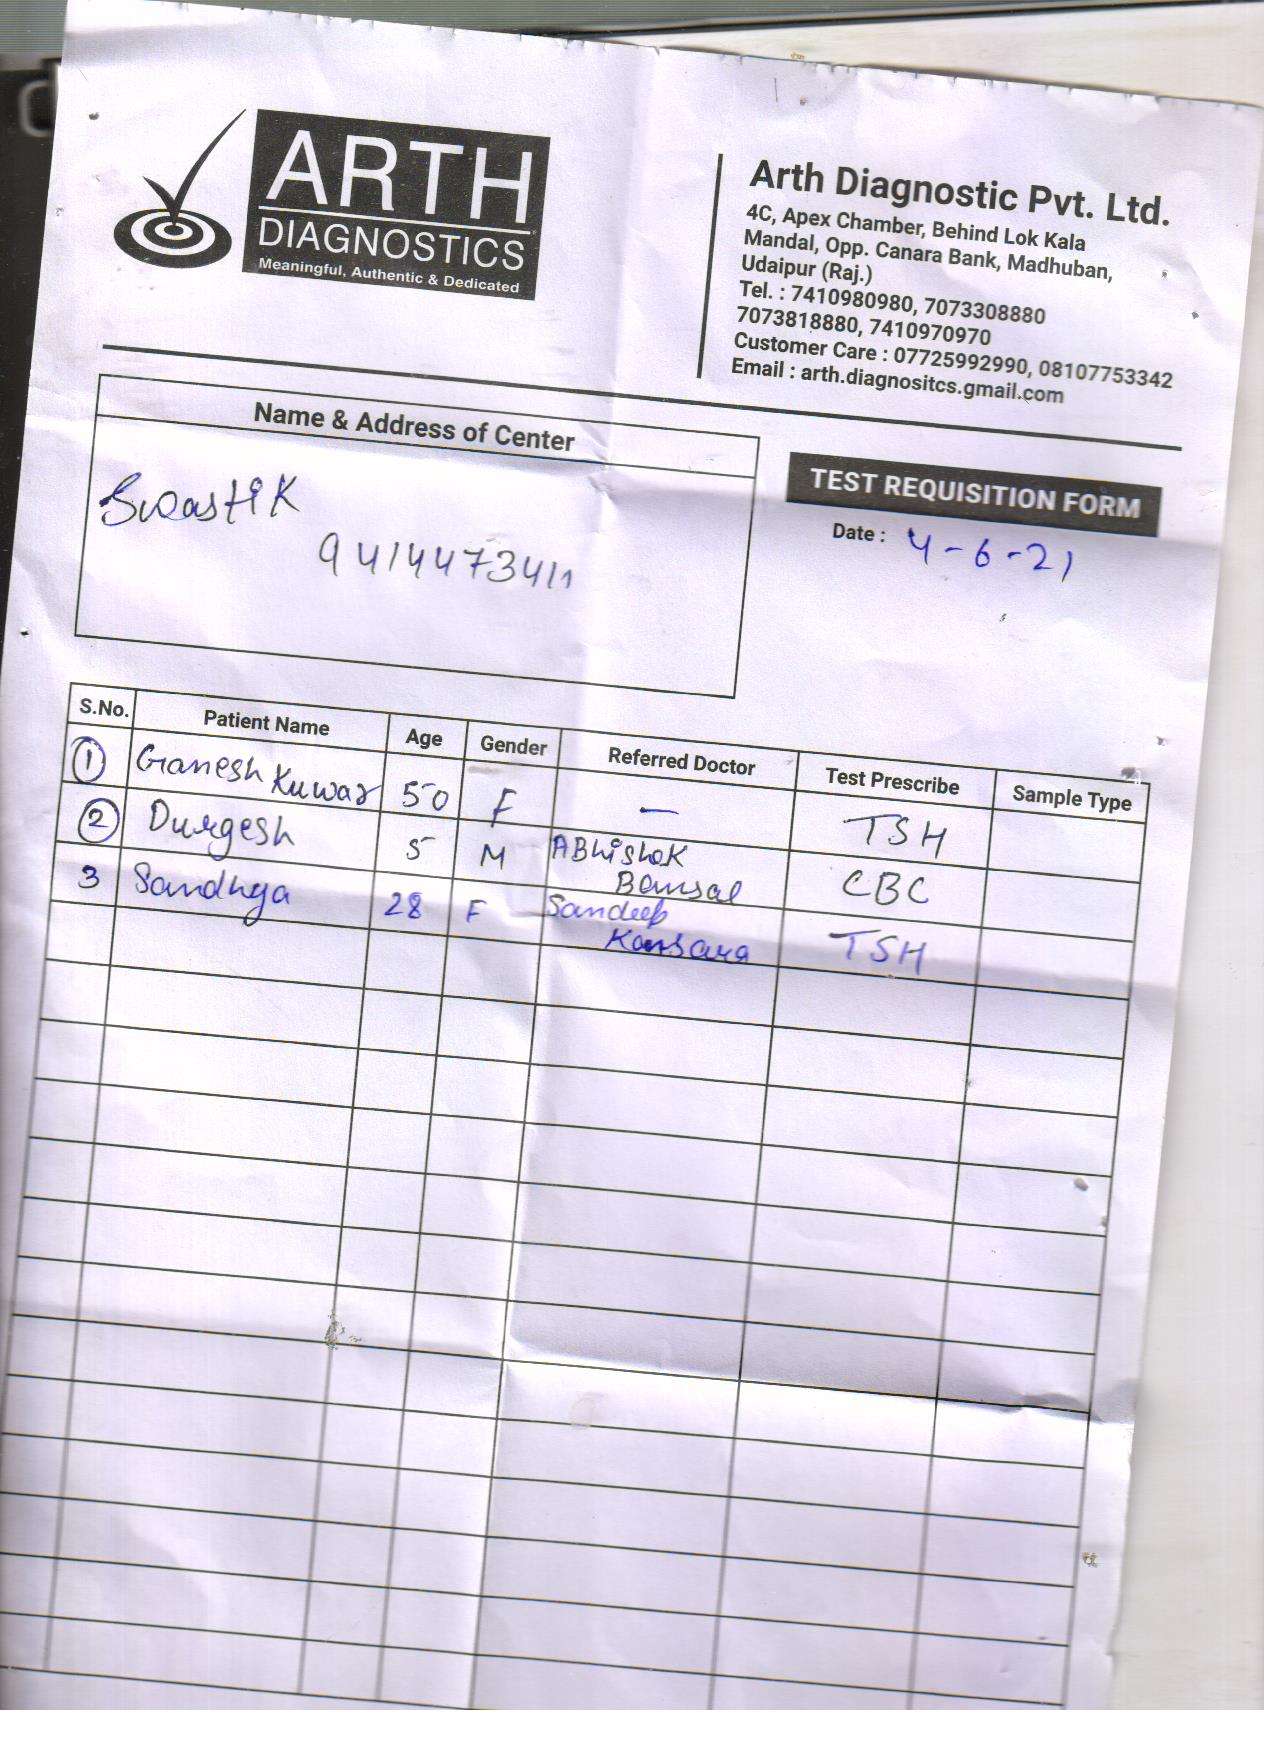 ARTH
DIAGNOSTICS
Meaningful, Authentic & Dedicated
Arth Diagnostic Pvt. Ltd.
4C, Apex Chamber, Behind Lok Kala
Mandal, Opp. Canara Bank, Madhuban,
Udaipur (Raj.)
Tel. : 7410980980, 7073308880
7073818880, 7410970970
Customer Care : 07725992990, 08107753342
Email : arth.diagnositcs.gmail.com
Name & Address of Center
Swastik
9414473411
TEST REQUISITION FORM
Date : 4-6-21
S.No. Patient Name Age Gender Referred Doctor Test Prescribe Sample Type
1 Ganesh Kuwar 50 F — TSH
2 Durgesh 5 M ABhishek Bansal CBC
3 Sandhya 28 F Sandeep Kansara TSH